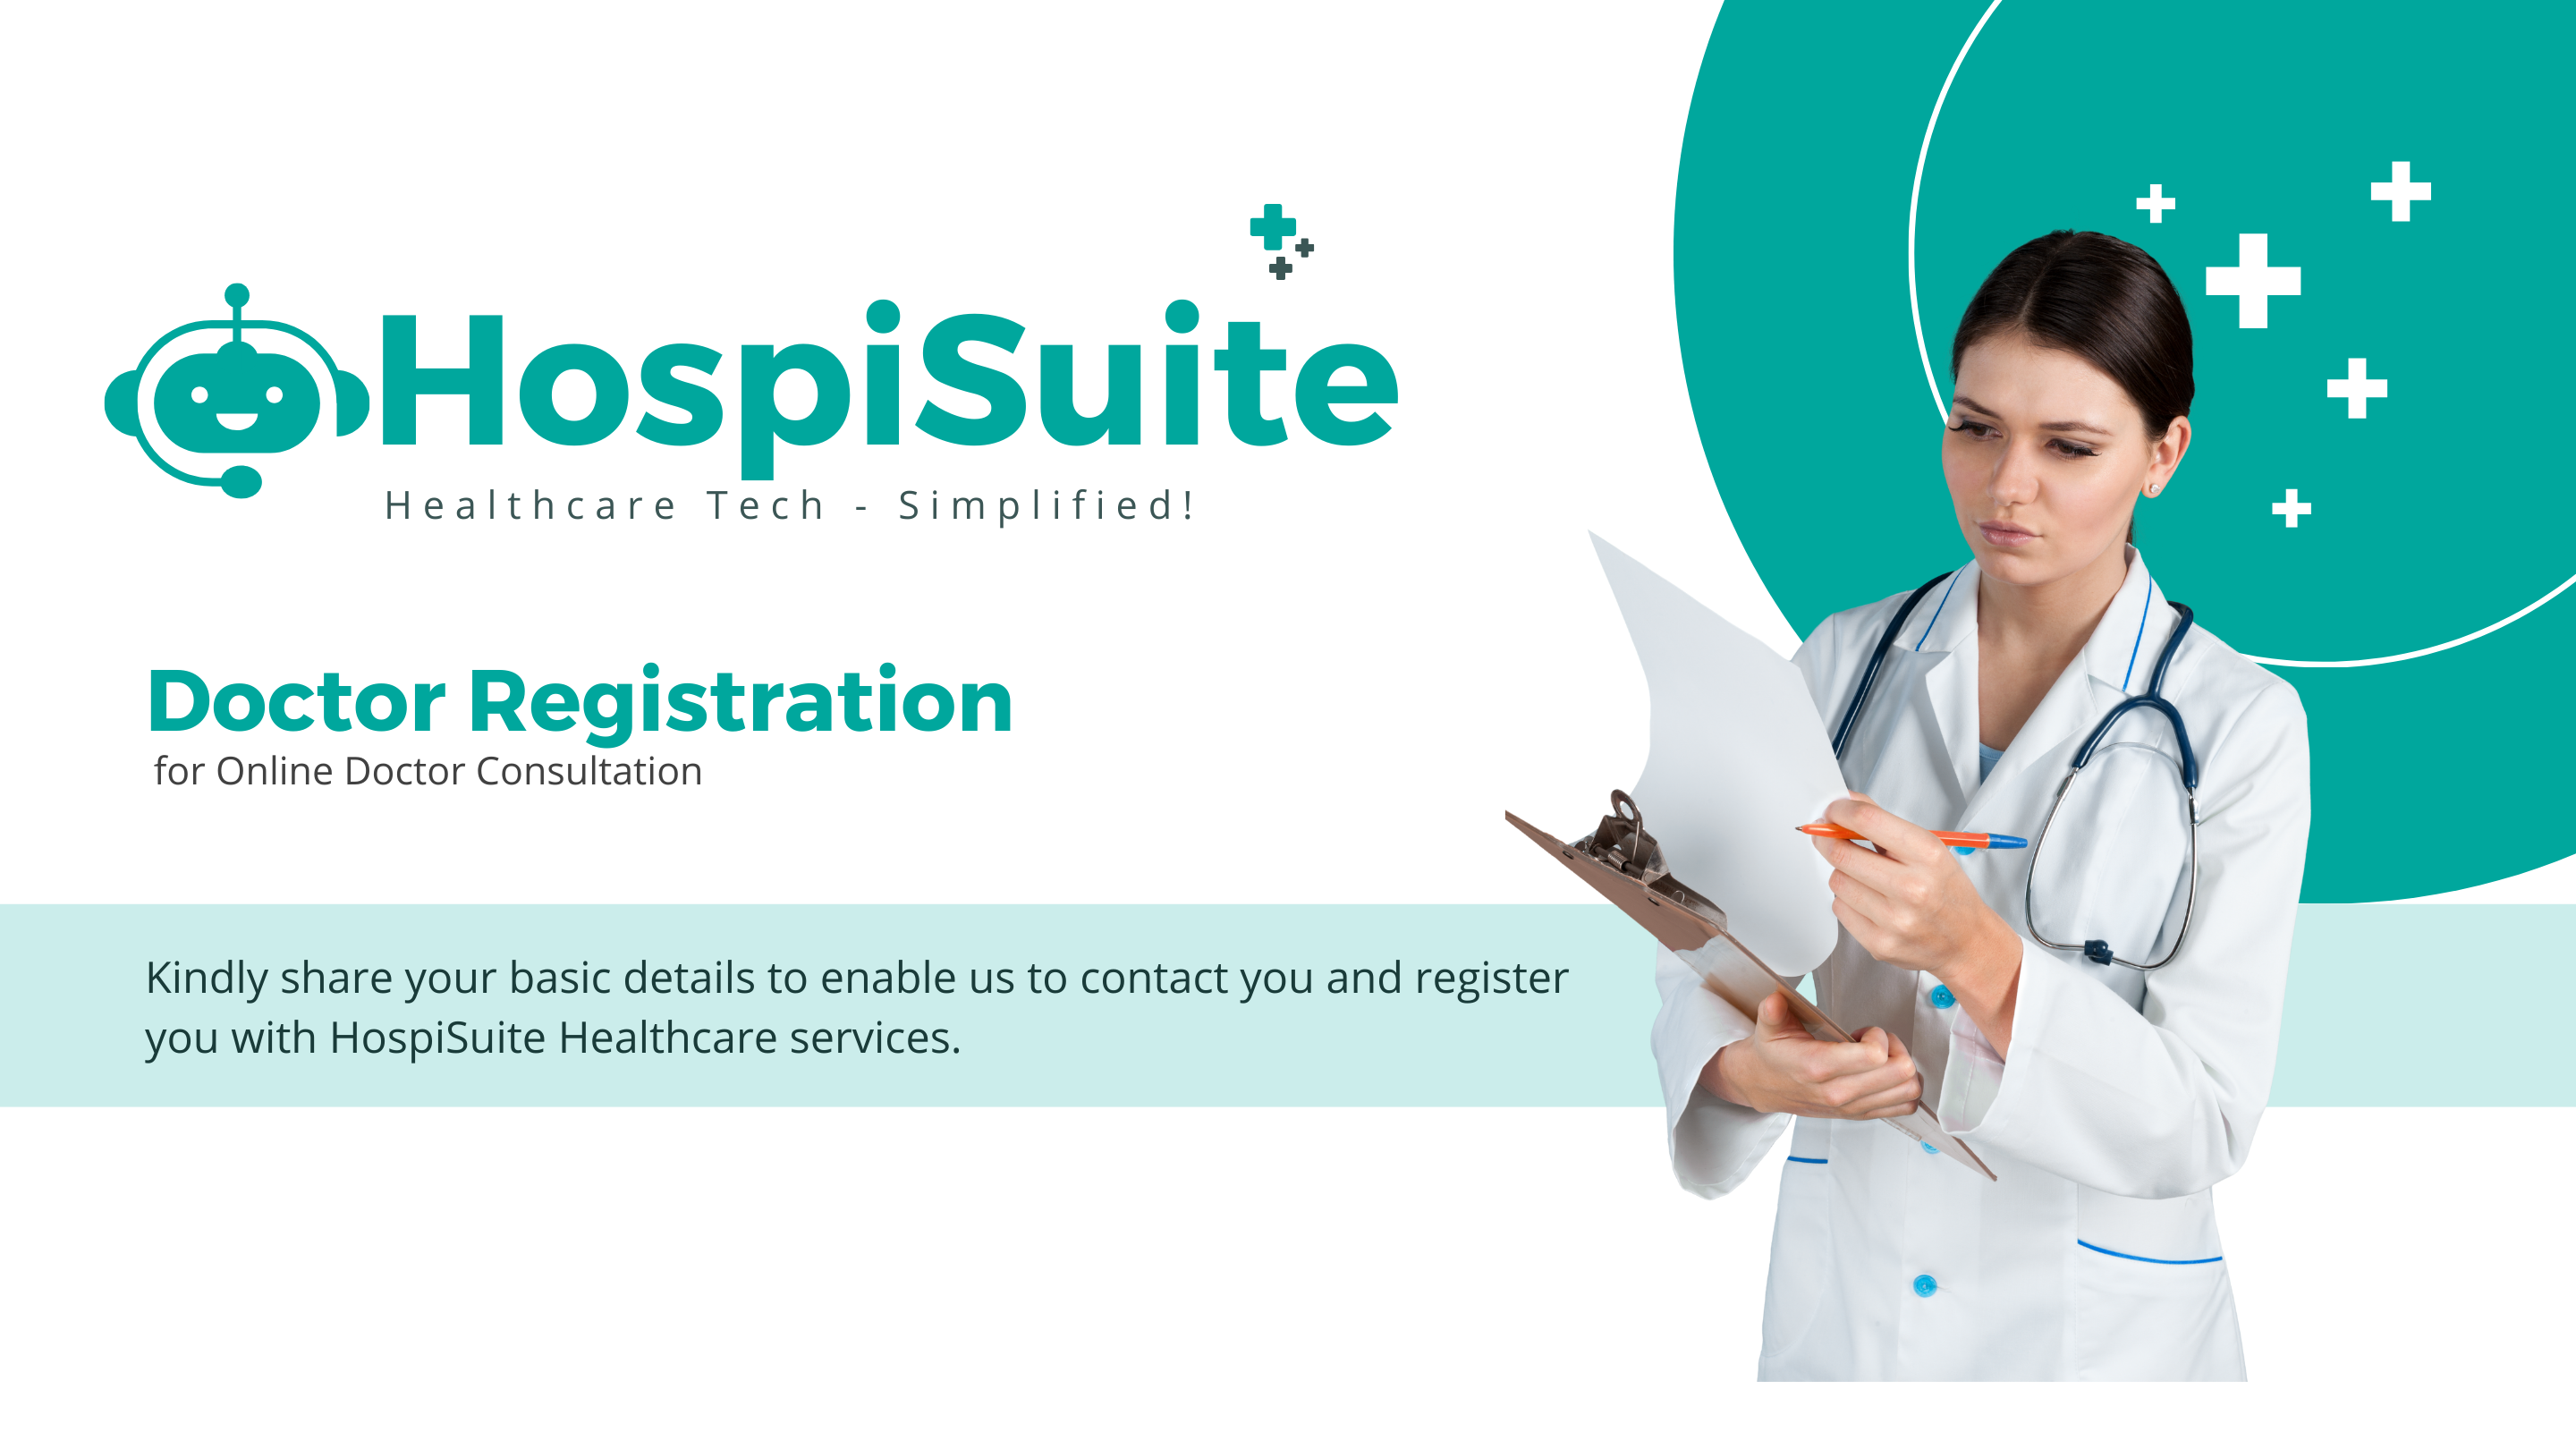 HospiSuite
Healthcare Tech - Simplified!
Doctor Registration
for Online Doctor Consultation
Kindly share your basic details to enable us to contact you and register
you with HospiSuite Healthcare services.